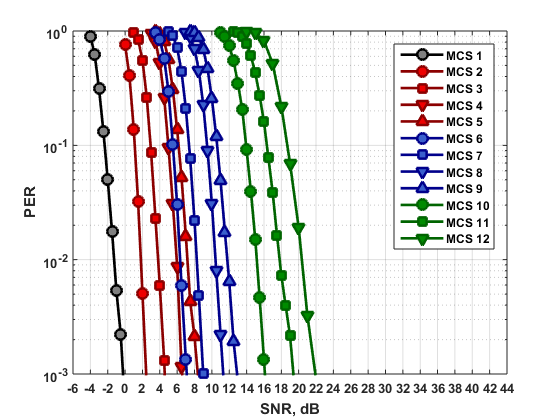 10^0
10^-1
10^-2
10^-3
PER
MCS 1
MCS 2
MCS 3
MCS 4
MCS 5
MCS 6
MCS 7
MCS 8
MCS 9
MCS 10
MCS 11
MCS 12
-6 -4 -2 0 2 4 6 8 10 12 14 16 18 20 22 24 26 28 30 32 34 36 38 40 42 44
SNR, dB